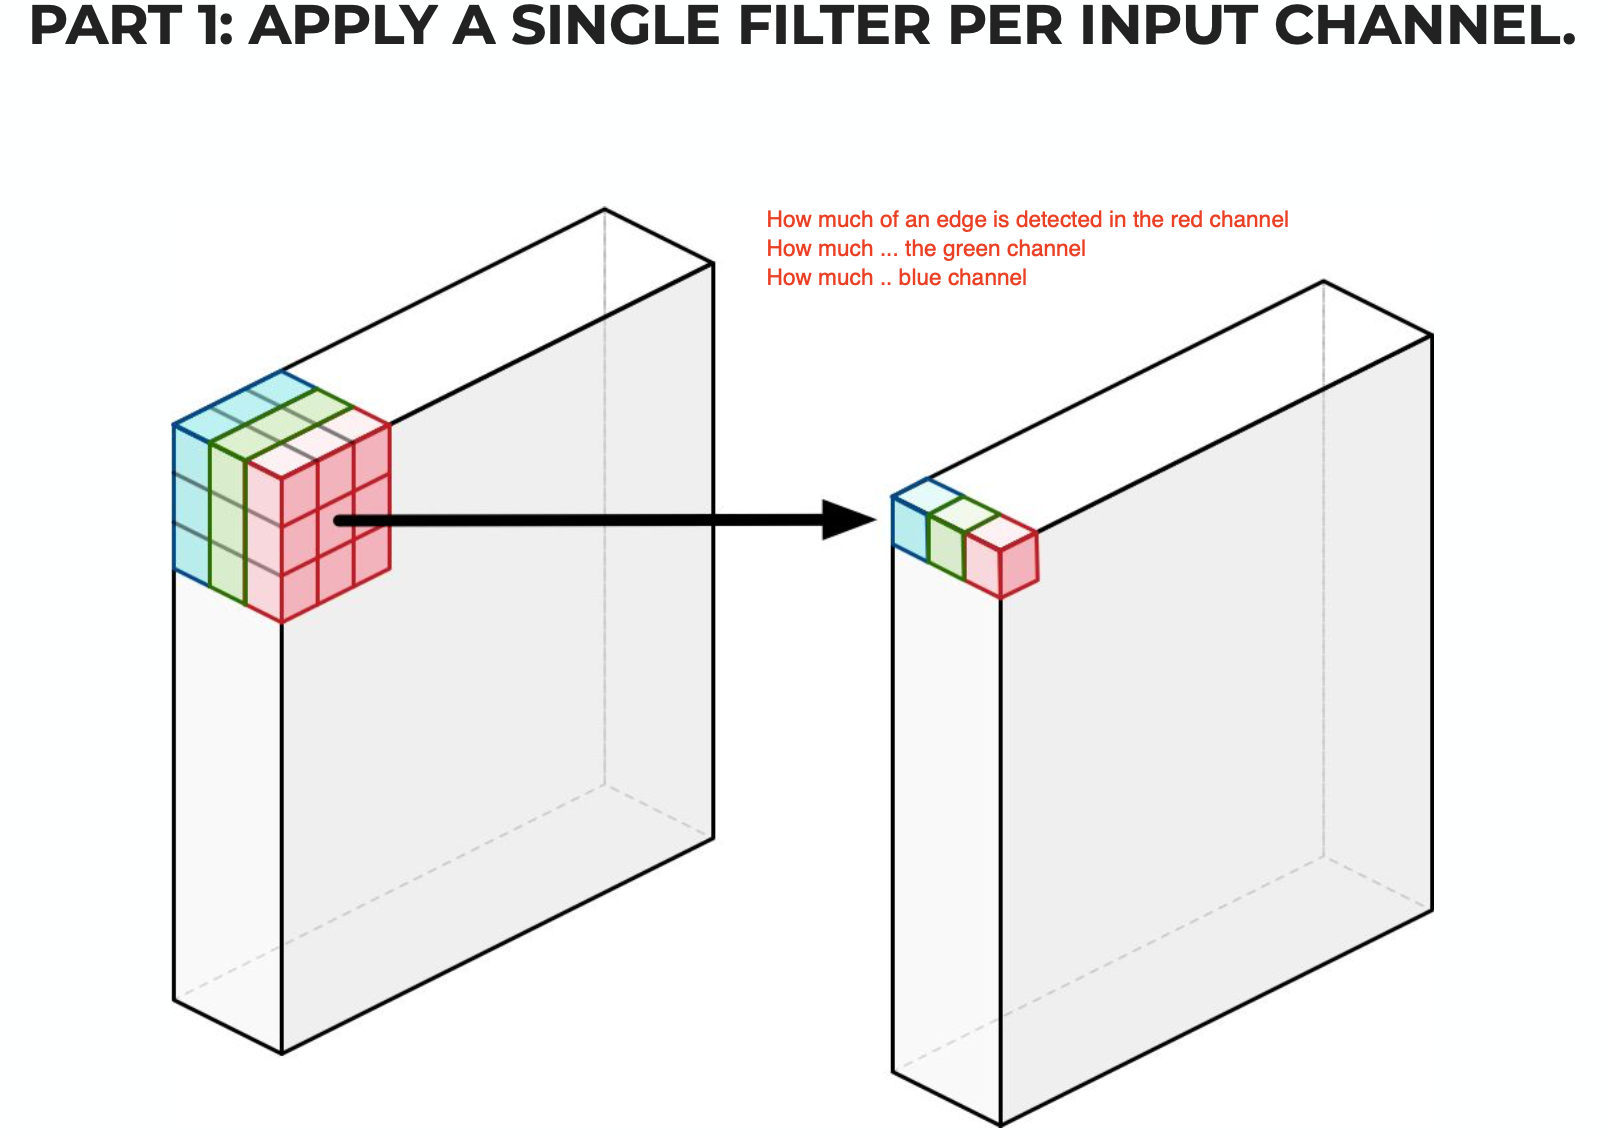 PART 1: APPLY A SINGLE FILTER PER INPUT CHANNEL.
How much of an edge is detected in the red channel
How much ... the green channel
How much .. blue channel